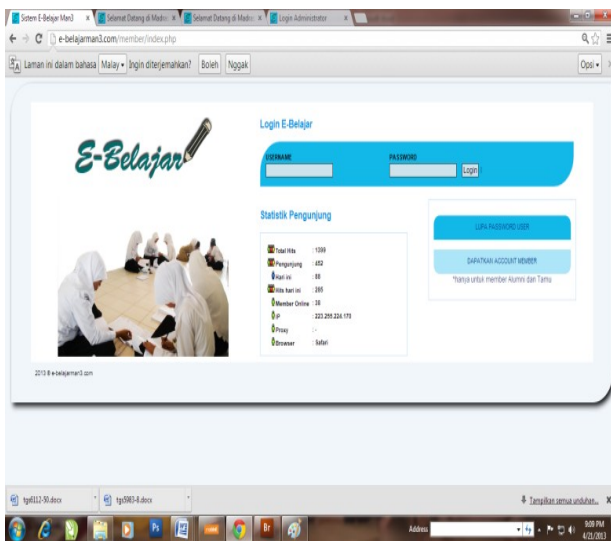 Sistem E-Belajar Man3
Selamat Datang di Madra
Selamat Datang di Madra
Login Administrator
e-belajarman3.com/member/index.php
Laman ini dalam bahasa Malay Ingin diterjemahkan? Boleh Nggak Opsi
E-Belajar
Login E-Belajar
USERNAME PASSWORD
Login
Statistik Pengunjung
Total Hits : 1098
Pengunjung : 452
Hari ini : 88
Hits hari ini : 265
Member Online : 36
IP : 223.255.224.170
Proxy : -
Browser : Safari
LUPA PASSWORD USER
DAPATKAN ACCOUNT MEMBER
*hanya untuk member Alumni dan Tamu
2013 @ e-belajarman3.com
tgs6112-50.docx
tgs5983-8.docx
Tampilkan semua unduhan...
Address
9:09 PM
4/21/2013